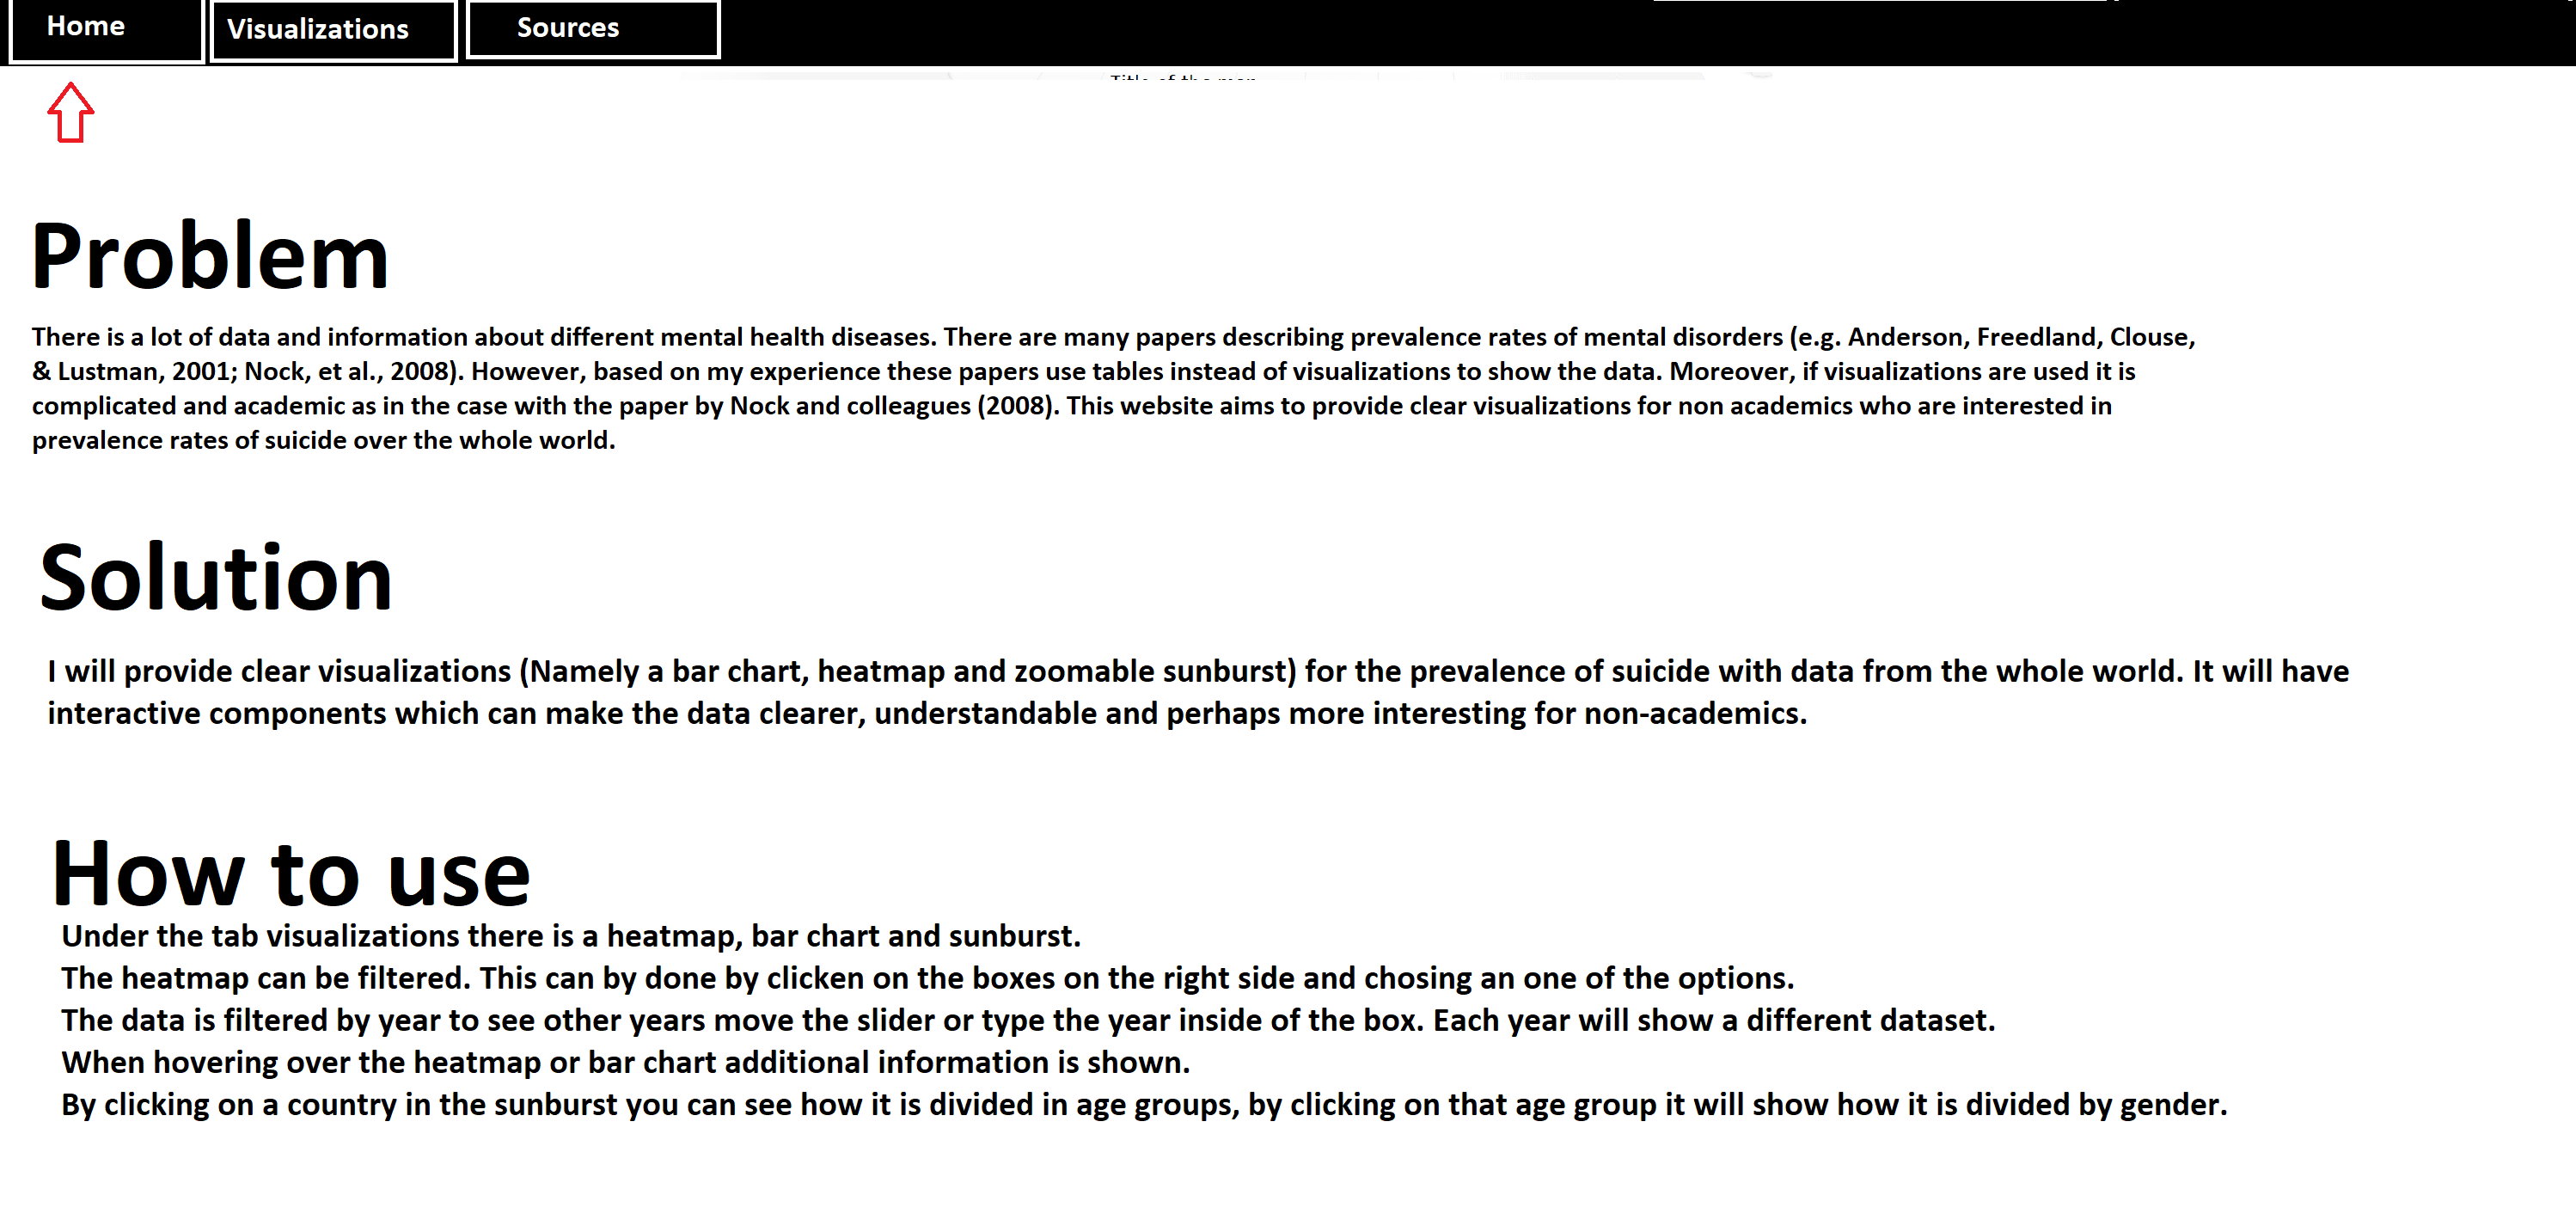 Home Visualizations Sources
Title of the map
Problem
There is a lot of data and information about different mental health diseases. There are many papers describing prevalence rates of mental disorders (e.g. Anderson, Freedland, Clouse,
& Lustman, 2001; Nock, et al., 2008). However, based on my experience these papers use tables instead of visualizations to show the data. Moreover, if visualizations are used it is
complicated and academic as in the case with the paper by Nock and colleagues (2008). This website aims to provide clear visualizations for non academics who are interested in
prevalence rates of suicide over the whole world.
Solution
I will provide clear visualizations (Namely a bar chart, heatmap and zoomable sunburst) for the prevalence of suicide with data from the whole world. It will have
interactive components which can make the data clearer, understandable and perhaps more interesting for non-academics.
How to use
Under the tab visualizations there is a heatmap, bar chart and sunburst.
The heatmap can be filtered. This can by done by clicken on the boxes on the right side and chosing an one of the options.
The data is filtered by year to see other years move the slider or type the year inside of the box. Each year will show a different dataset.
When hovering over the heatmap or bar chart additional information is shown.
By clicking on a country in the sunburst you can see how it is divided in age groups, by clicking on that age group it will show how it is divided by gender.